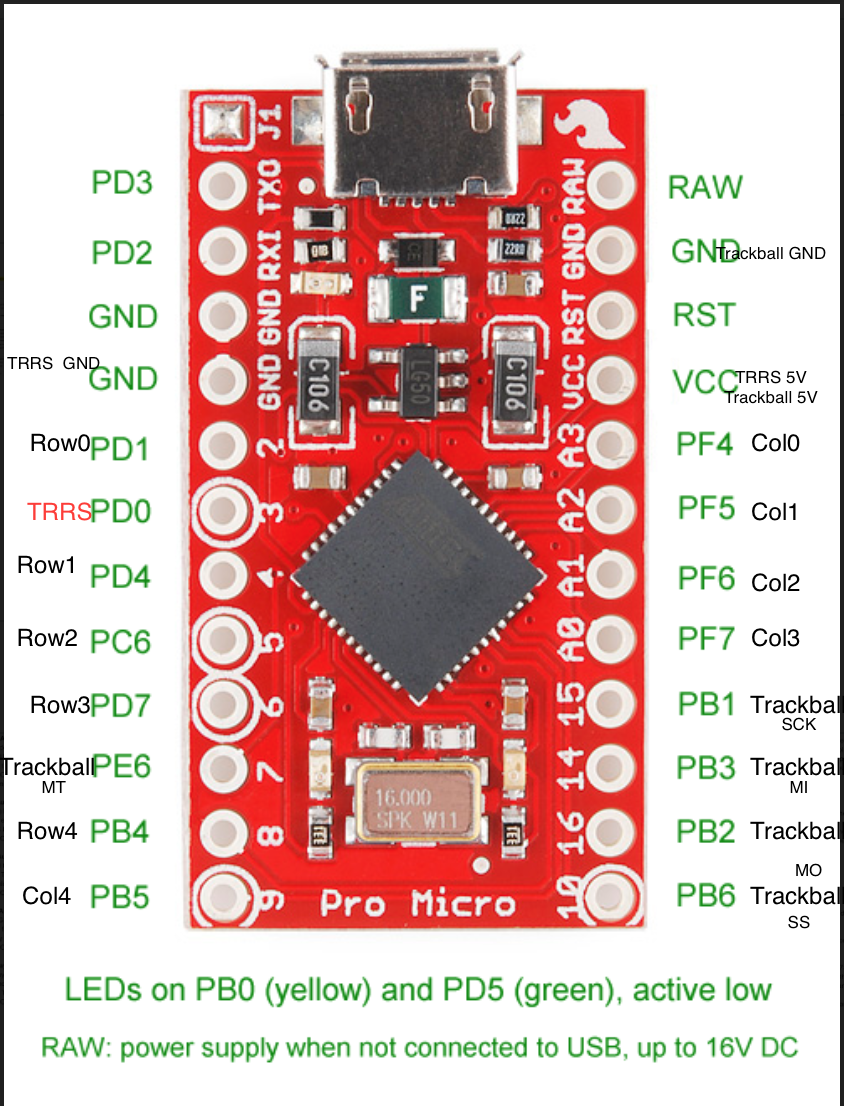 J1
PD3 TXO RAW RAW
PD2 RXI GND GND Trackball GND
GND GND RST RST
TRRS GND GND GND VCC VCC TRRS 5V
Trackball 5V
Row0 PD1 2 A3 PF4 Col0
TRRS PD0 3 A2 PF5 Col1
Row1 PD4 4 A1 PF6 Col2
Row2 PC6 5 A0 PF7 Col3
Row3 PD7 6 15 PB1 Trackball
SCK
Trackball PE6 7 14 PB3 Trackball
MT MI
Row4 PB4 8 16 PB2 Trackball
MO
Col4 PB5 9 10 PB6 Trackball
SS
F
C106 LG50 C106
16.000
SPK W11
Pro Micro
LEDs on PB0 (yellow) and PD5 (green), active low
RAW: power supply when not connected to USB, up to 16V DC